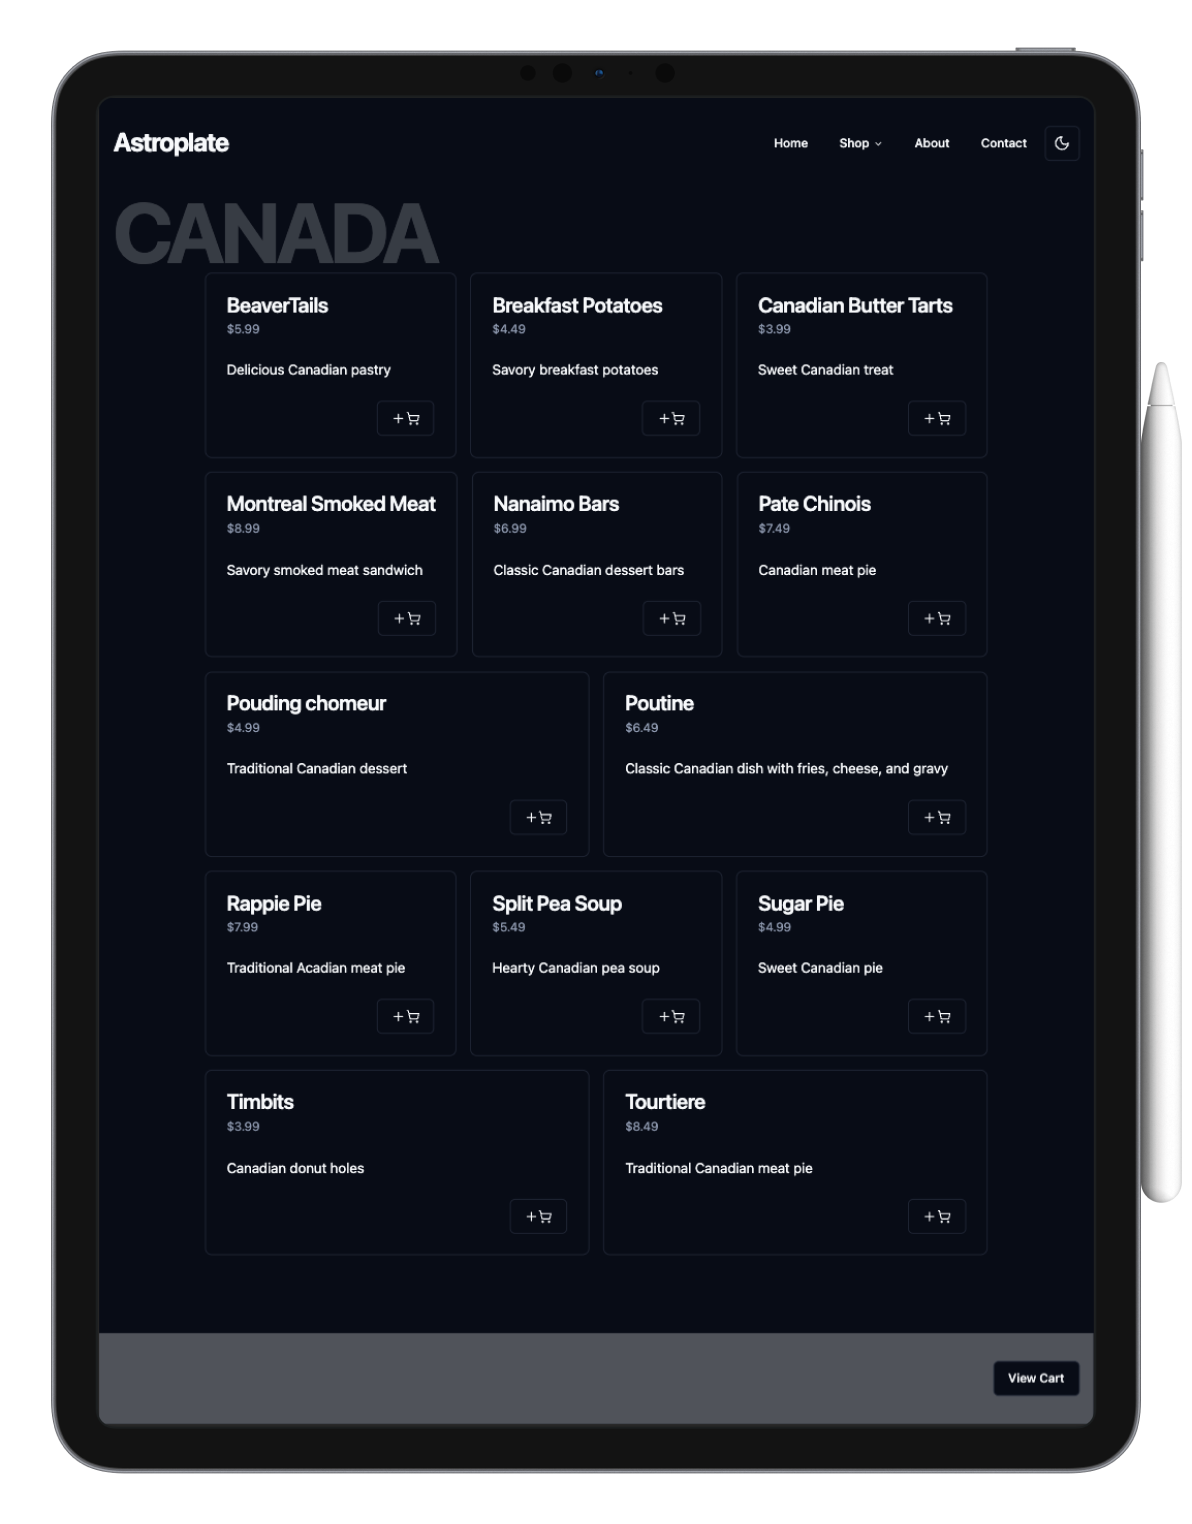 Astroplate
Home Shop About Contact
CANADA
BeaverTails
$5.99
Delicious Canadian pastry
Breakfast Potatoes
$4.49
Savory breakfast potatoes
Canadian Butter Tarts
$3.99
Sweet Canadian treat
Montreal Smoked Meat
$8.99
Savory smoked meat sandwich
Nanaimo Bars
$6.99
Classic Canadian dessert bars
Pate Chinois
$7.49
Canadian meat pie
Pouding chomeur
$4.99
Traditional Canadian dessert
Poutine
$6.49
Classic Canadian dish with fries, cheese, and gravy
Rappie Pie
$7.99
Traditional Acadian meat pie
Split Pea Soup
$5.49
Hearty Canadian pea soup
Sugar Pie
$4.99
Sweet Canadian pie
Timbits
$3.99
Canadian donut holes
Tourtiere
$8.49
Traditional Canadian meat pie
View Cart